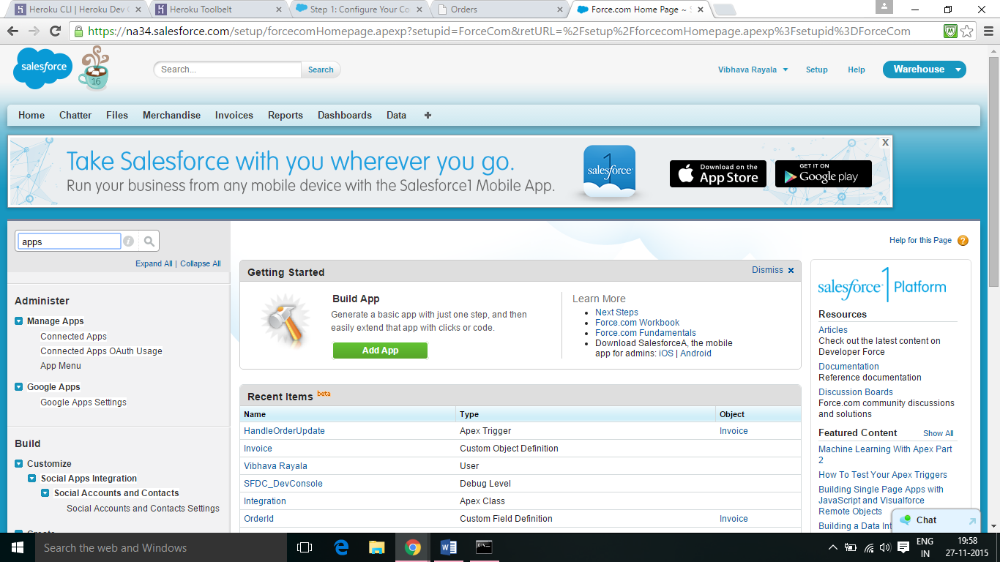 Heroku CLI | Heroku Dev C
Heroku Toolbelt
Step 1: Configure Your Co
Orders
Force.com Home Page ~ S
https://na34.salesforce.com/setup/forcecomHomepage.apexp?setupid=ForceCom&retURL=%2Fsetup%2FforcecomHomepage.apexp%3Fsetupid%3DForceCom
salesforce
16
Search...
Search
Vibhava Rayala
Setup
Help
Warehouse
Home
Chatter
Files
Merchandise
Invoices
Reports
Dashboards
Data
Take Salesforce with you wherever you go.
Run your business from any mobile device with the Salesforce1 Mobile App.
1
salesforce
Download on the
App Store
GET IT ON
Google play
X
apps
Expand All | Collapse All
Administer
Manage Apps
Connected Apps
Connected Apps OAuth Usage
App Menu
Google Apps
Google Apps Settings
Build
Customize
Social Apps Integration
Social Accounts and Contacts
Social Accounts and Contacts Settings
Create
Help for this Page ?
Getting Started
Dismiss
Build App
Generate a basic app with just one step, and then
easily extend that app with clicks or code.
Add App
Learn More
Next Steps
Force.com Workbook
Force.com Fundamentals
Download SalesforceA, the mobile
app for admins: iOS | Android
Recent Items beta
Name Type Object
HandleOrderUpdate Apex Trigger Invoice
Invoice Custom Object Definition
Vibhava Rayala User
SFDC_DevConsole Debug Level
Integration Apex Class
OrderId Custom Field Definition Invoice
salesforce1 Platform
Resources
Articles
Check out the latest content on
Developer Force
Documentation
Reference documentation
Discussion Boards
Force.com community discussions
and solutions
Featured Content Show All
Machine Learning With Apex Part
2
How To Test Your Apex Triggers
Building Single Page Apps with
JavaScript and Visualforce
Remote Objects
Building a Data In
Chat
Search the web and Windows
ENG
IN
19:58
27-11-2015